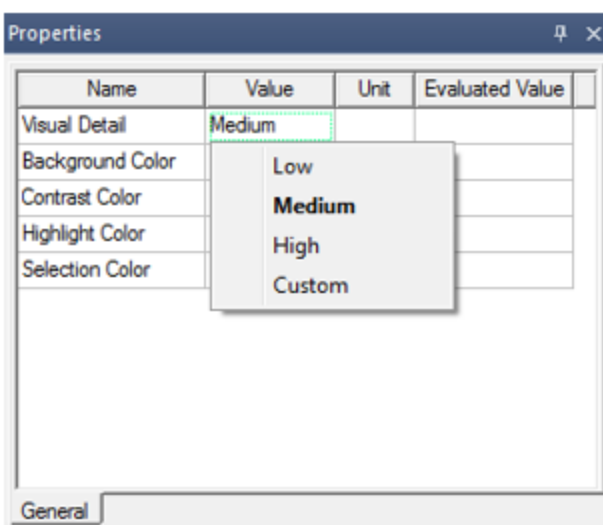 Properties
Name Value Unit Evaluated Value
Visual Detail Medium
Background Color
Low
Contrast Color
Medium
Highlight Color
High
Selection Color
Custom
General